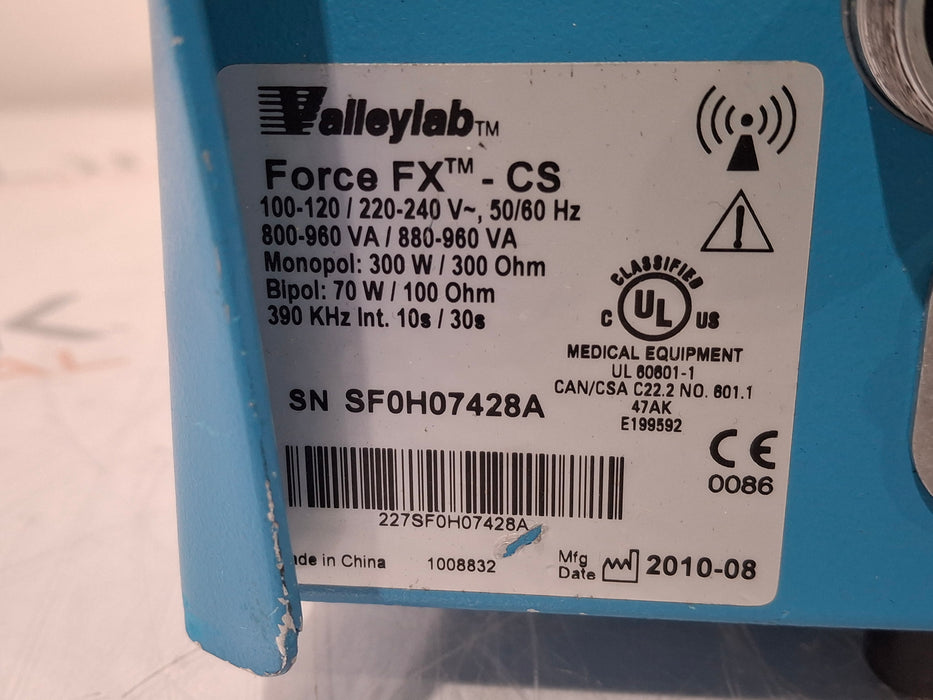 Valleylab™
Force FX™ - CS
100-120 / 220-240 V~, 50/60 Hz
800-960 VA / 880-960 VA
Monopol: 300 W / 300 Ohm
Bipol: 70 W / 100 Ohm
390 KHz Int. 10s / 30s
CLASSIFIED
C UL US
MEDICAL EQUIPMENT
UL 60601-1
CAN/CSA C22.2 NO. 601.1
47AK
E199592
SN SF0H07428A
CE
0086
227SF0H07428A
de in China
1008832
Mfg
Date
2010-08